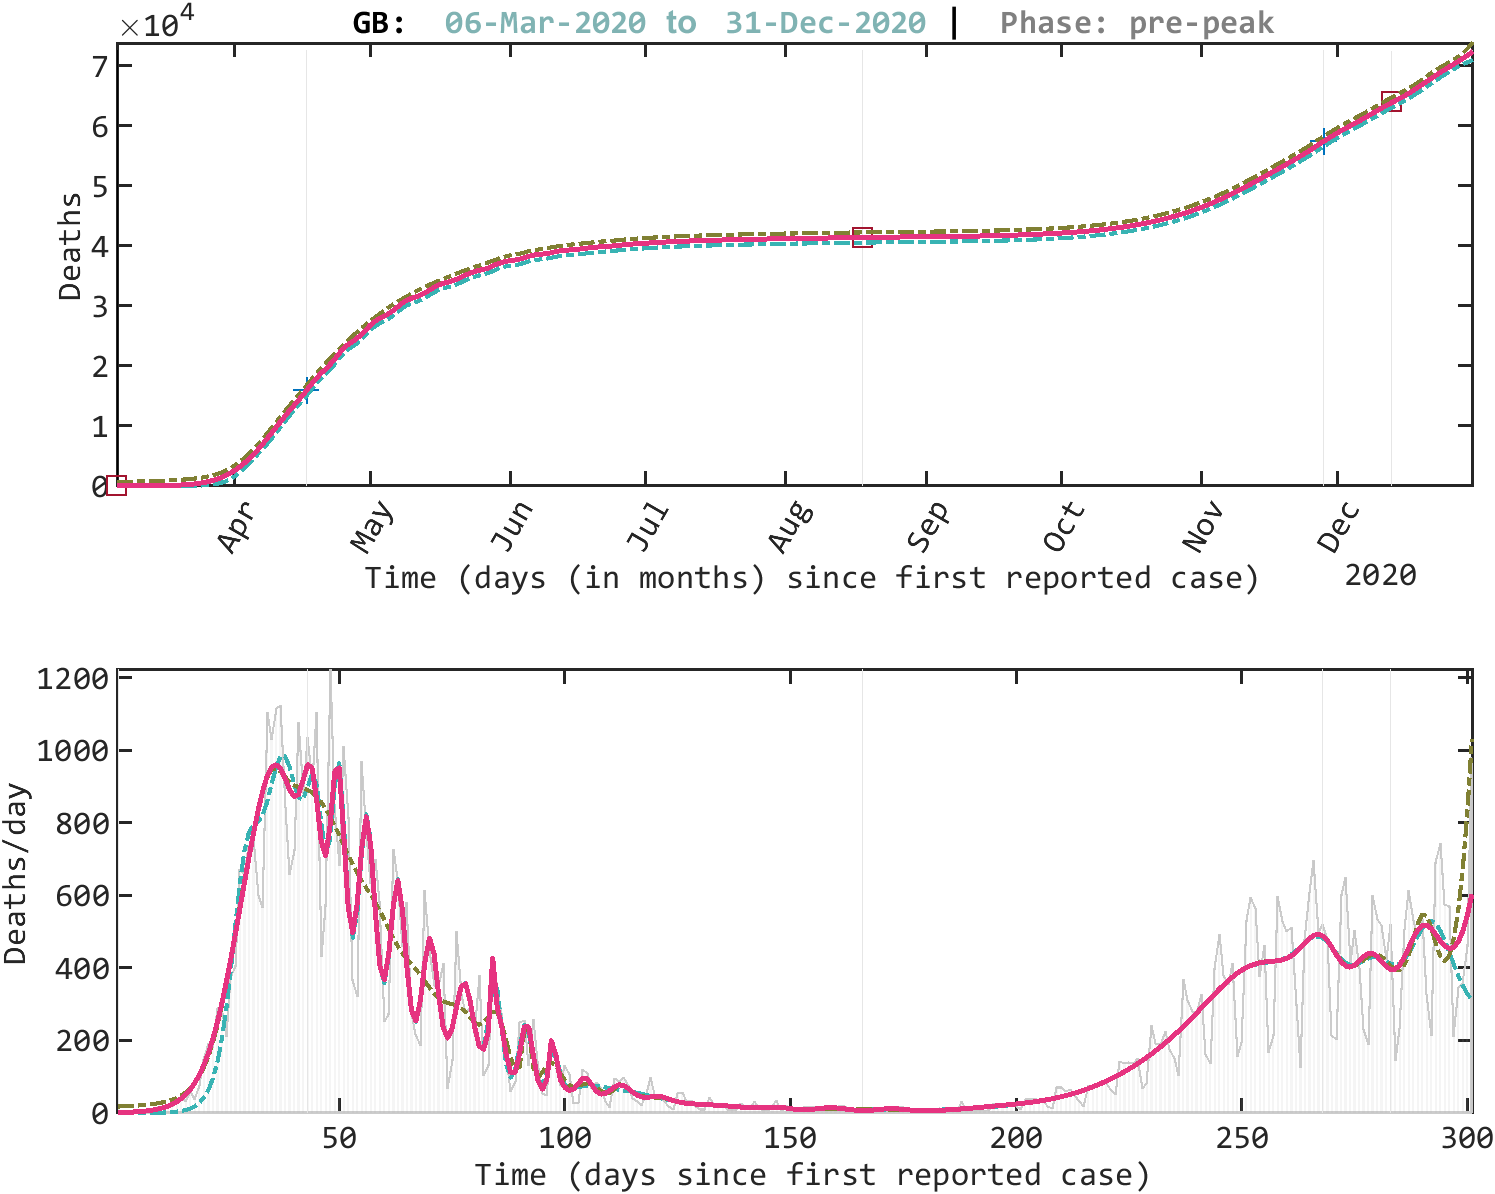 ×10⁴ GB: 06-Mar-2020 to 31-Dec-2020 | Phase: pre-peak
7
6
5
4
3
2
1
0
Deaths
Apr May Jun Jul Aug Sep Oct Nov Dec
Time (days (in months) since first reported case) 2020
1200
1000
800
600
400
200
0
Deaths/day
50 100 150 200 250 300
Time (days since first reported case)